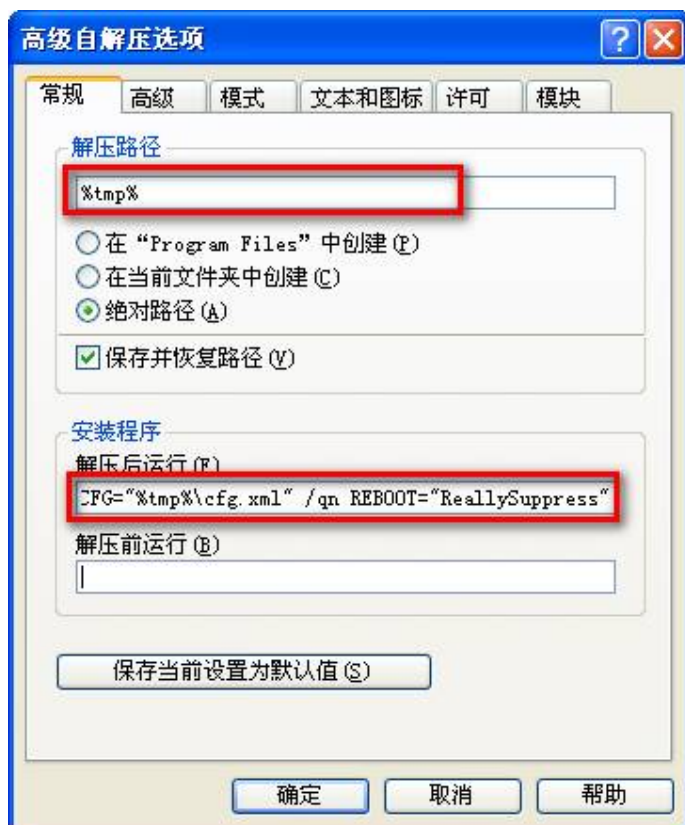 高级自解压选项
常规 高级 模式 文本和图标 许可 模块
解压路径
%tmp%
在“Program Files”中创建(P)
在当前文件夹中创建(C)
绝对路径(A)
保存并恢复路径(V)
安装程序
解压后运行(F)
CFG="%tmp%\cfg.xml" /qn REBOOT="ReallySuppress"
解压前运行(B)
保存当前设置为默认值(S)
确定 取消 帮助